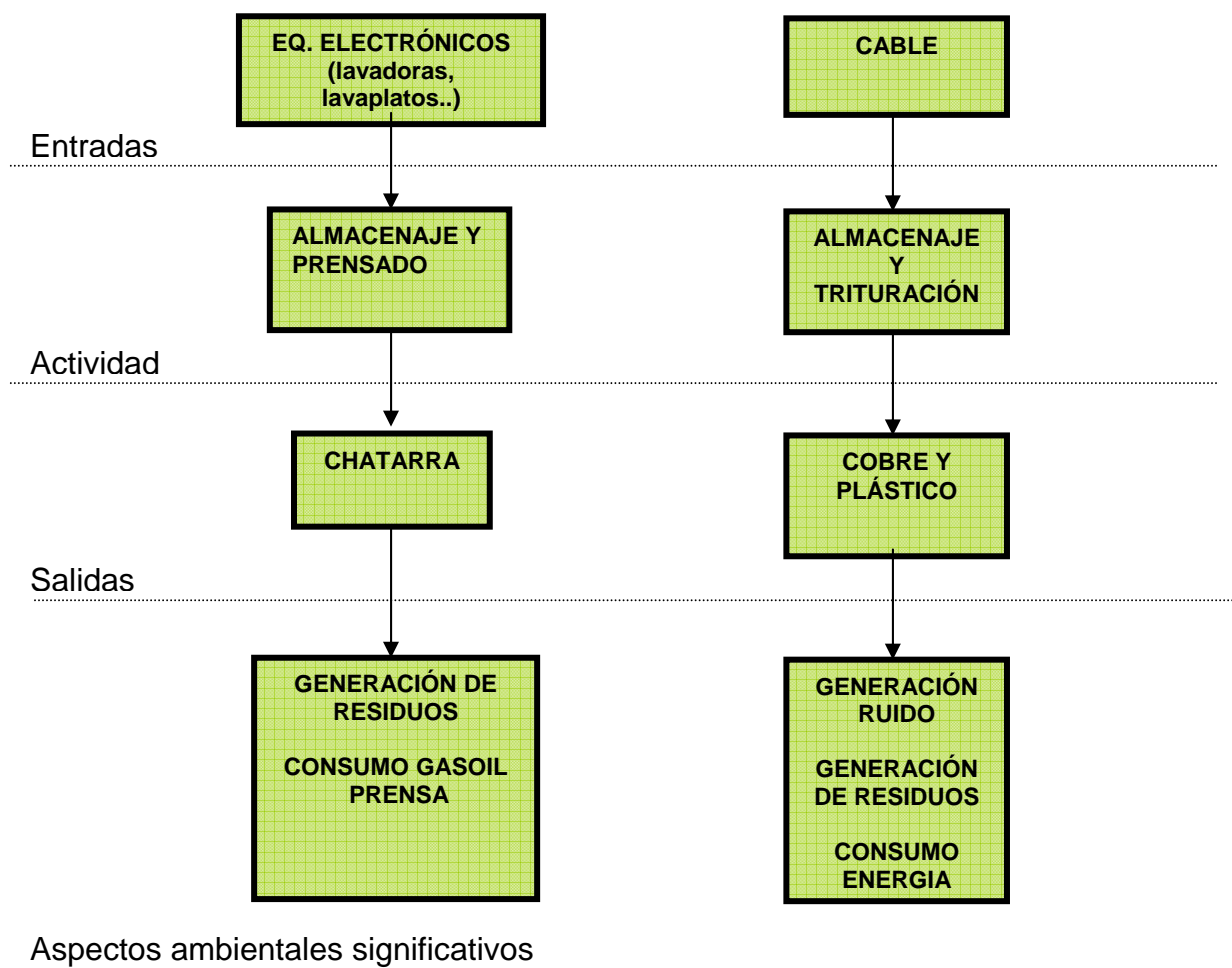 EQ. ELECTRÓNICOS
(lavadoras,
lavaplatos..)
CABLE
Entradas
ALMACENAJE Y
PRENSADO
ALMACENAJE
Y
TRITURACIÓN
Actividad
CHATARRA
COBRE Y
PLÁSTICO
Salidas
GENERACIÓN DE
RESIDUOS
CONSUMO GASOIL
PRENSA
GENERACIÓN
RUIDO
GENERACIÓN
DE RESIDUOS
CONSUMO
ENERGIA
Aspectos ambientales significativos